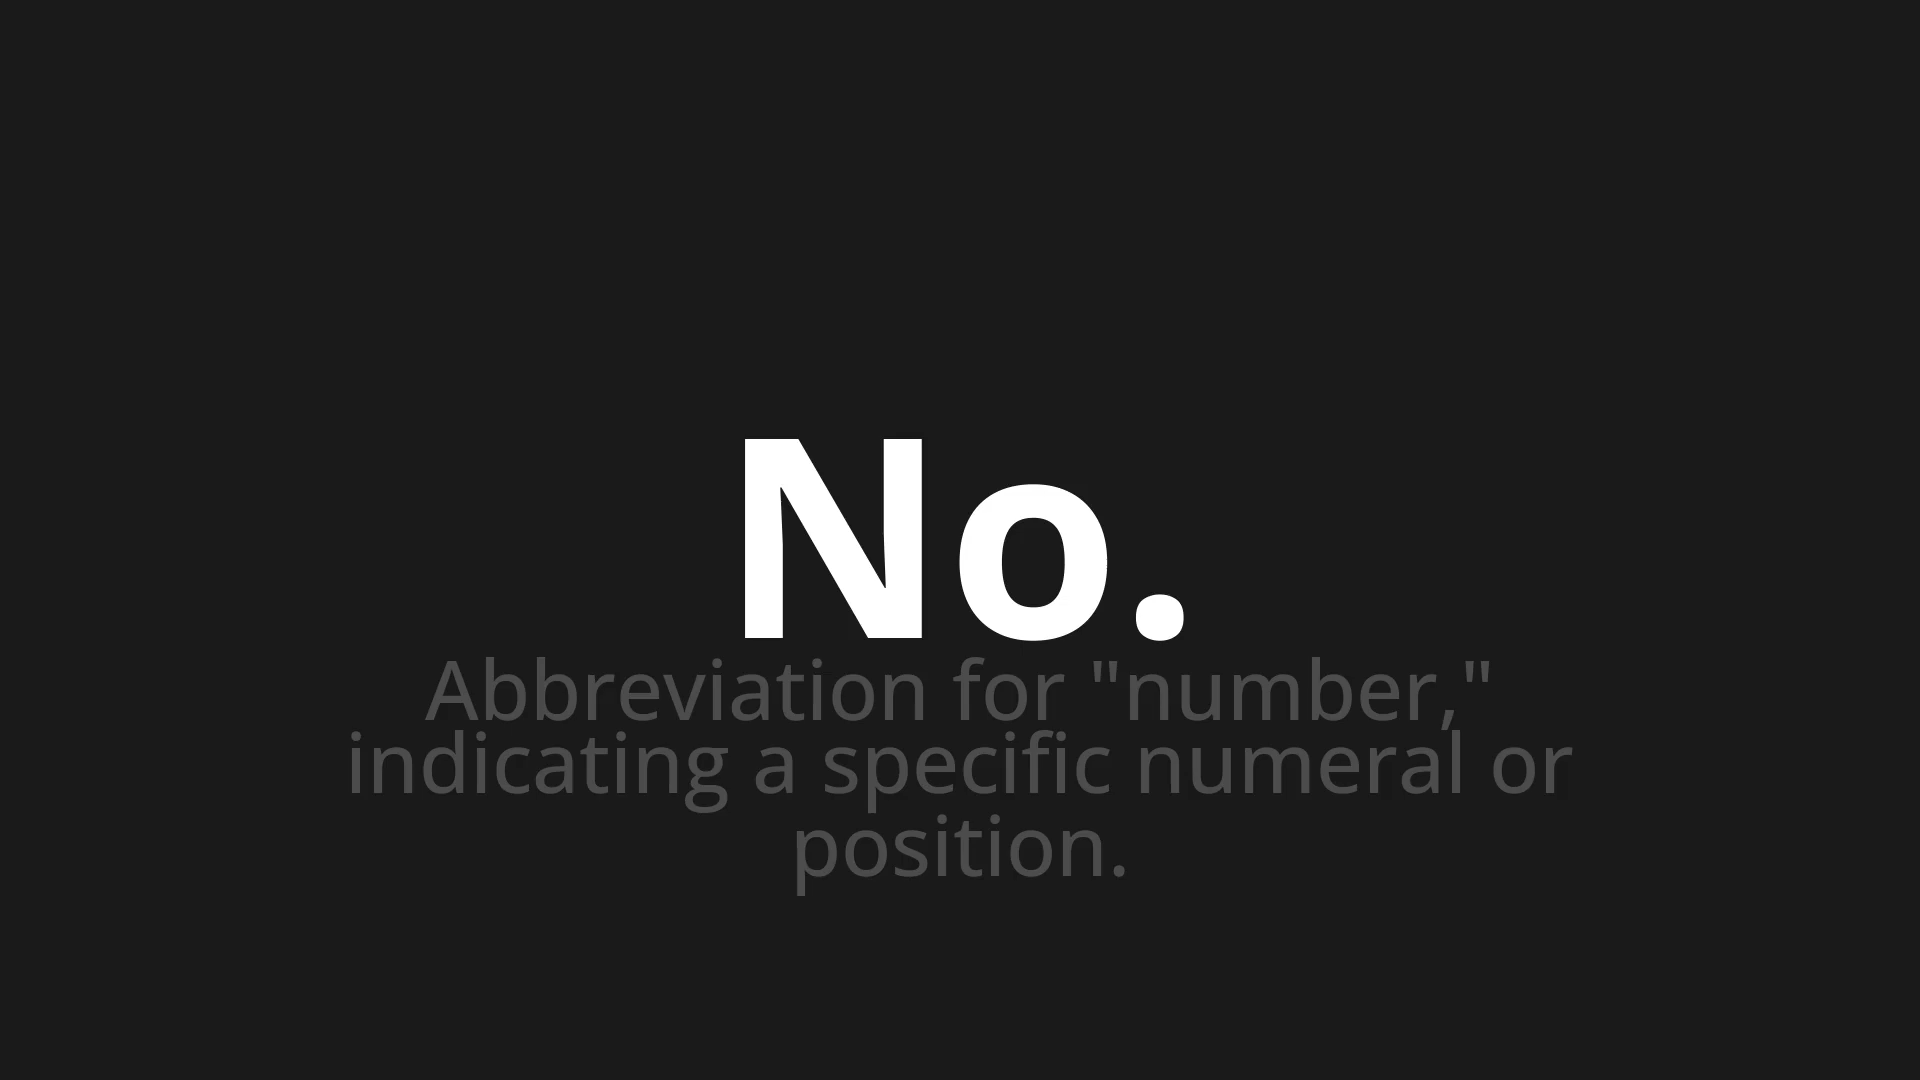 No.
Abbreviation for "number,"
indicating a specific numeral or
position.